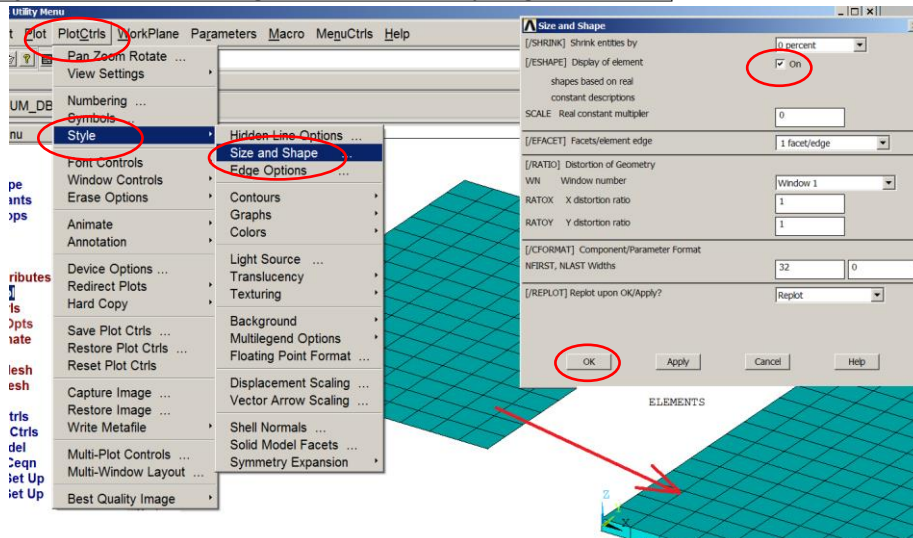 Utility Menu
Plot PlotCtrls WorkPlane Parameters Macro MenuCtrls Help
Pan Zoom Rotate ...
View Settings
Numbering ...
Symbols ...
Style
Font Controls
Window Controls
Erase Options
Animate
Annotation
Device Options ...
Redirect Plots
Hard Copy
Save Plot Ctrls ...
Restore Plot Ctrls ...
Reset Plot Ctrls
Capture Image ...
Restore Image ...
Write Metafile
Multi-Plot Controls ...
Multi-Window Layout ...
Best Quality Image
Hidden Line Options ...
Size and Shape ...
Edge Options ...
Contours
Graphs
Colors
Light Source ...
Translucency
Texturing
Background
Multilegend Options
Floating Point Format ...
Displacement Scaling ...
Vector Arrow Scaling ...
Shell Normals ...
Solid Model Facets ...
Symmetry Expansion
Size and Shape
[/SHRINK] Shrink entities by 0 percent
[/ESHAPE] Display of element On
shapes based on real
constant descriptions
SCALE Real constant multiplier 0
[/EFACET] Facets/element edge 1 facet/edge
[/RATIO] Distortion of Geometry
WN Window number Window 1
RATOX X distortion ratio 1
RATOY Y distortion ratio 1
[/CFORMAT] Component/Parameter Format
NFIRST, NLAST Widths 32 0
[/REPLOT] Replot upon OK/Apply? Replot
OK Apply Cancel Help
ELEMENTS
Z
Y
X